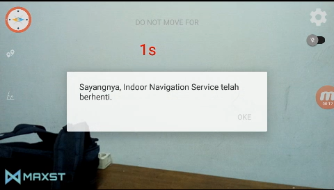 DO NOT MOVE FOR
1s
Sayangnya, Indoor Navigation Service telah
berhenti.
OKE
MAXST